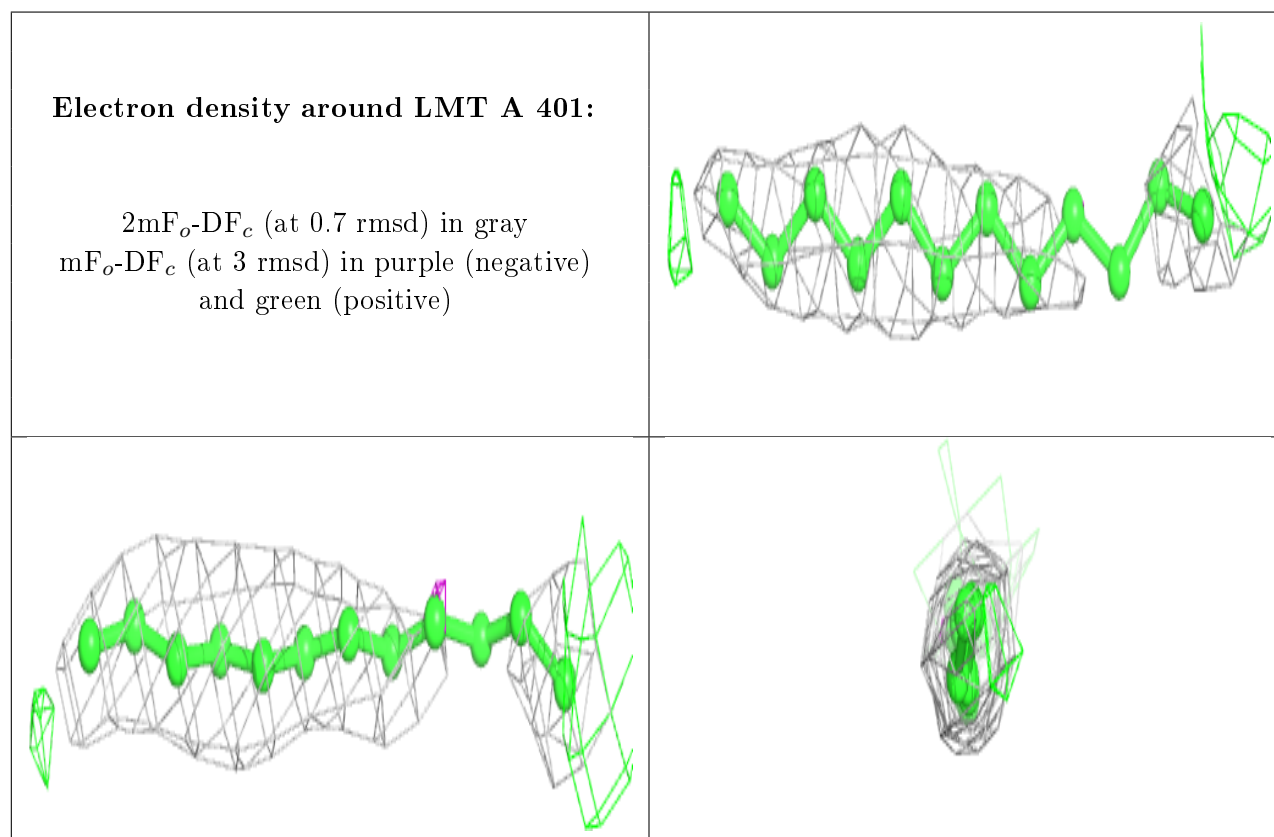 Electron density around LMT A 401:
2mFo-DFc (at 0.7 rmsd) in gray
mFo-DFc (at 3 rmsd) in purple (negative)
and green (positive)